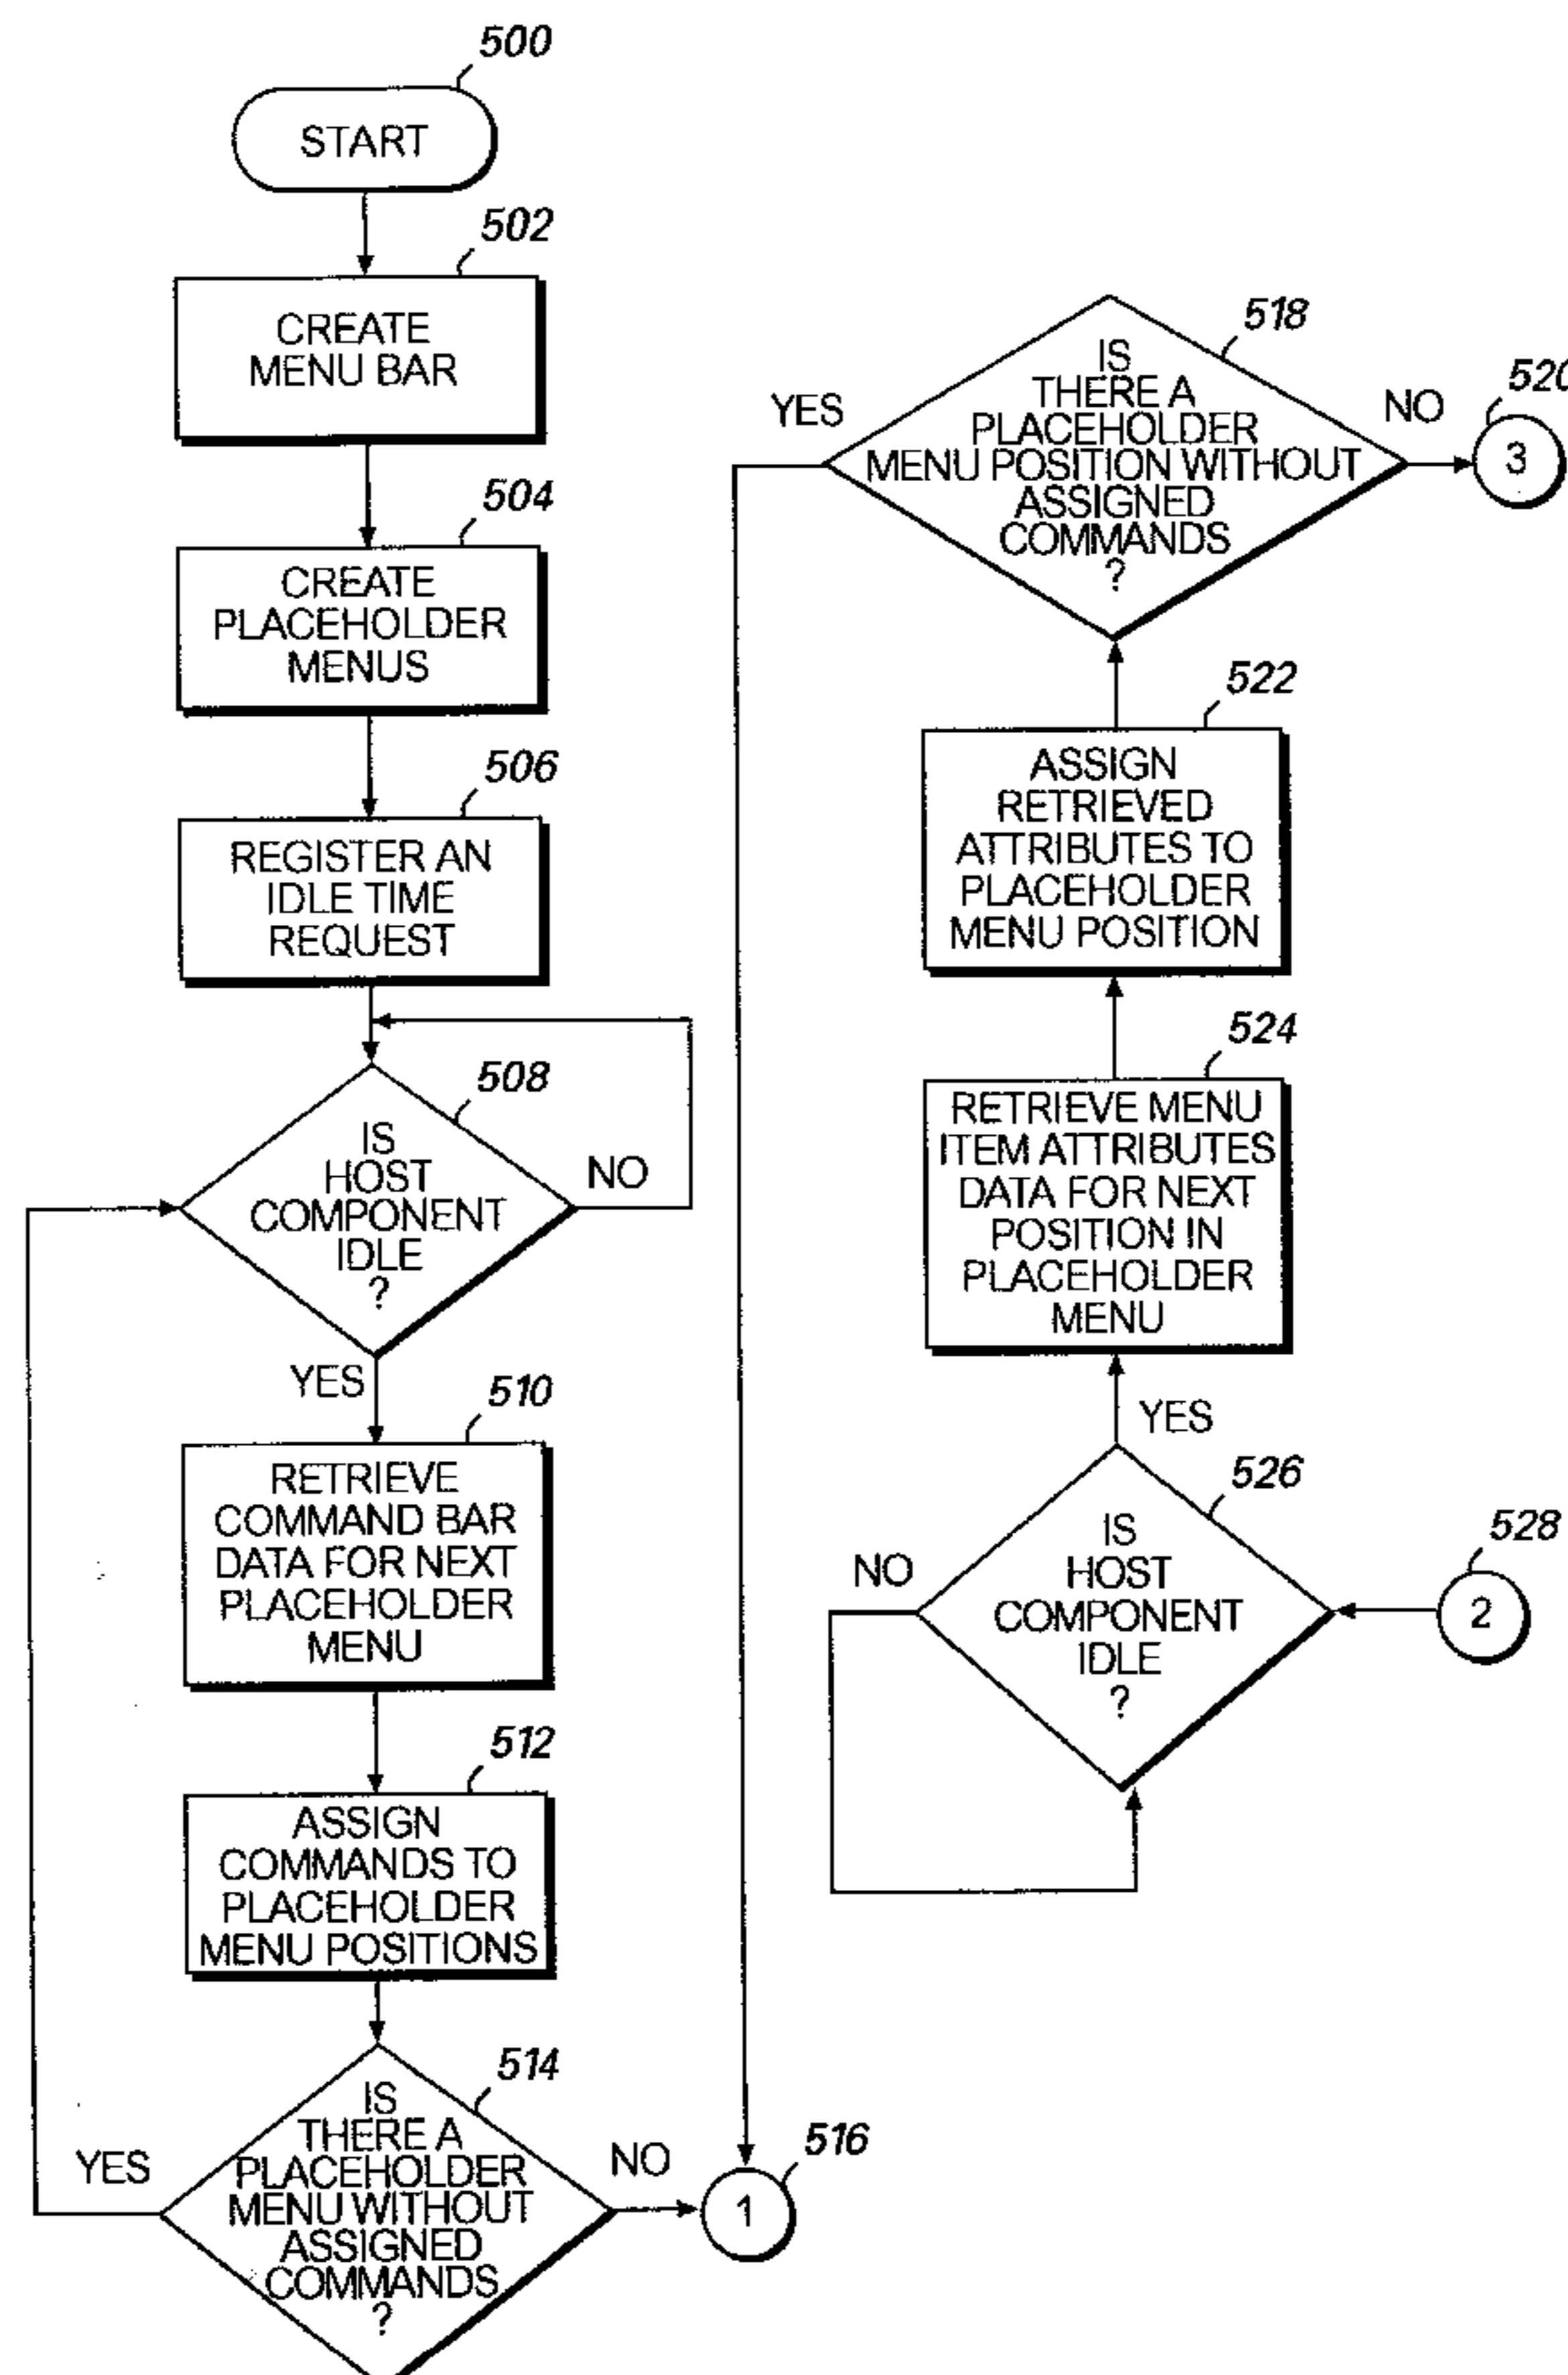 500
START
502
CREATE
MENU BAR
504
CREATE
PLACEHOLDER
MENUS
506
REGISTER AN
IDLE TIME
REQUEST
508
IS
HOST
COMPONENT
IDLE
?
NO
YES
510
RETRIEVE
COMMAND BAR
DATA FOR NEXT
PLACEHOLDER
MENU
512
ASSIGN
COMMANDS TO
PLACEHOLDER
MENU POSITIONS
514
IS
THERE A
PLACEHOLDER
MENU WITHOUT
ASSIGNED
COMMANDS
?
YES
NO
516
1
518
IS
THERE A
PLACEHOLDER
MENU POSITION WITHOUT
ASSIGNED
COMMANDS
?
YES
NO
520
3
522
ASSIGN
RETRIEVED
ATTRIBUTES TO
PLACEHOLDER
MENU POSITION
524
RETRIEVE MENU
ITEM ATTRIBUTES
DATA FOR NEXT
POSITION IN
PLACEHOLDER
MENU
YES
526
IS
HOST
COMPONENT
IDLE
?
NO
528
2